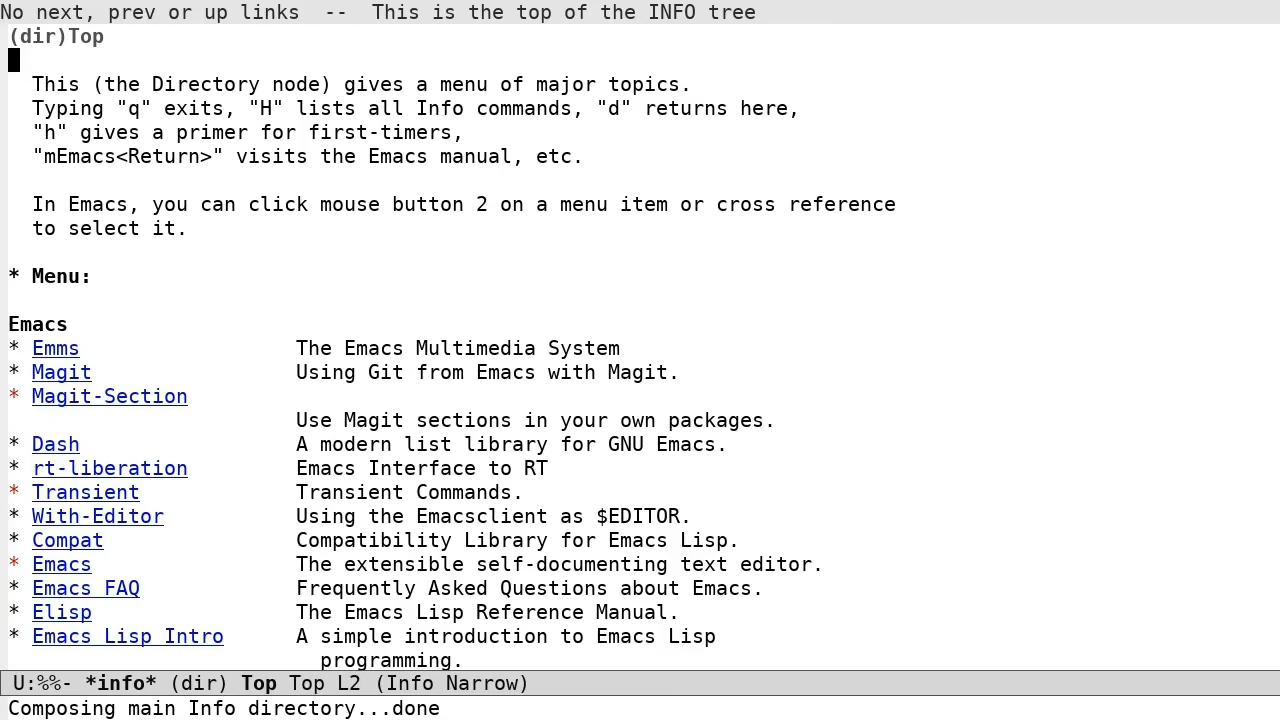 No next, prev or up links  --  This is the top of the INFO tree
(dir)Top
This (the Directory node) gives a menu of major topics.
Typing "q" exits, "H" lists all Info commands, "d" returns here,
"h" gives a primer for first-timers,
"mEmacs<Return>" visits the Emacs manual, etc.
In Emacs, you can click mouse button 2 on a menu item or cross reference
to select it.
* Menu:
Emacs
* Emms                  The Emacs Multimedia System
* Magit                 Using Git from Emacs with Magit.
* Magit-Section
Use Magit sections in your own packages.
* Dash                  A modern list library for GNU Emacs.
* rt-liberation         Emacs Interface to RT
* Transient             Transient Commands.
* With-Editor           Using the Emacsclient as $EDITOR.
* Compat                Compatibility Library for Emacs Lisp.
* Emacs                 The extensible self-documenting text editor.
* Emacs FAQ             Frequently Asked Questions about Emacs.
* Elisp                 The Emacs Lisp Reference Manual.
* Emacs Lisp Intro      A simple introduction to Emacs Lisp
programming.
U:%%- *info* (dir) Top Top L2 (Info Narrow)
Composing main Info directory...done